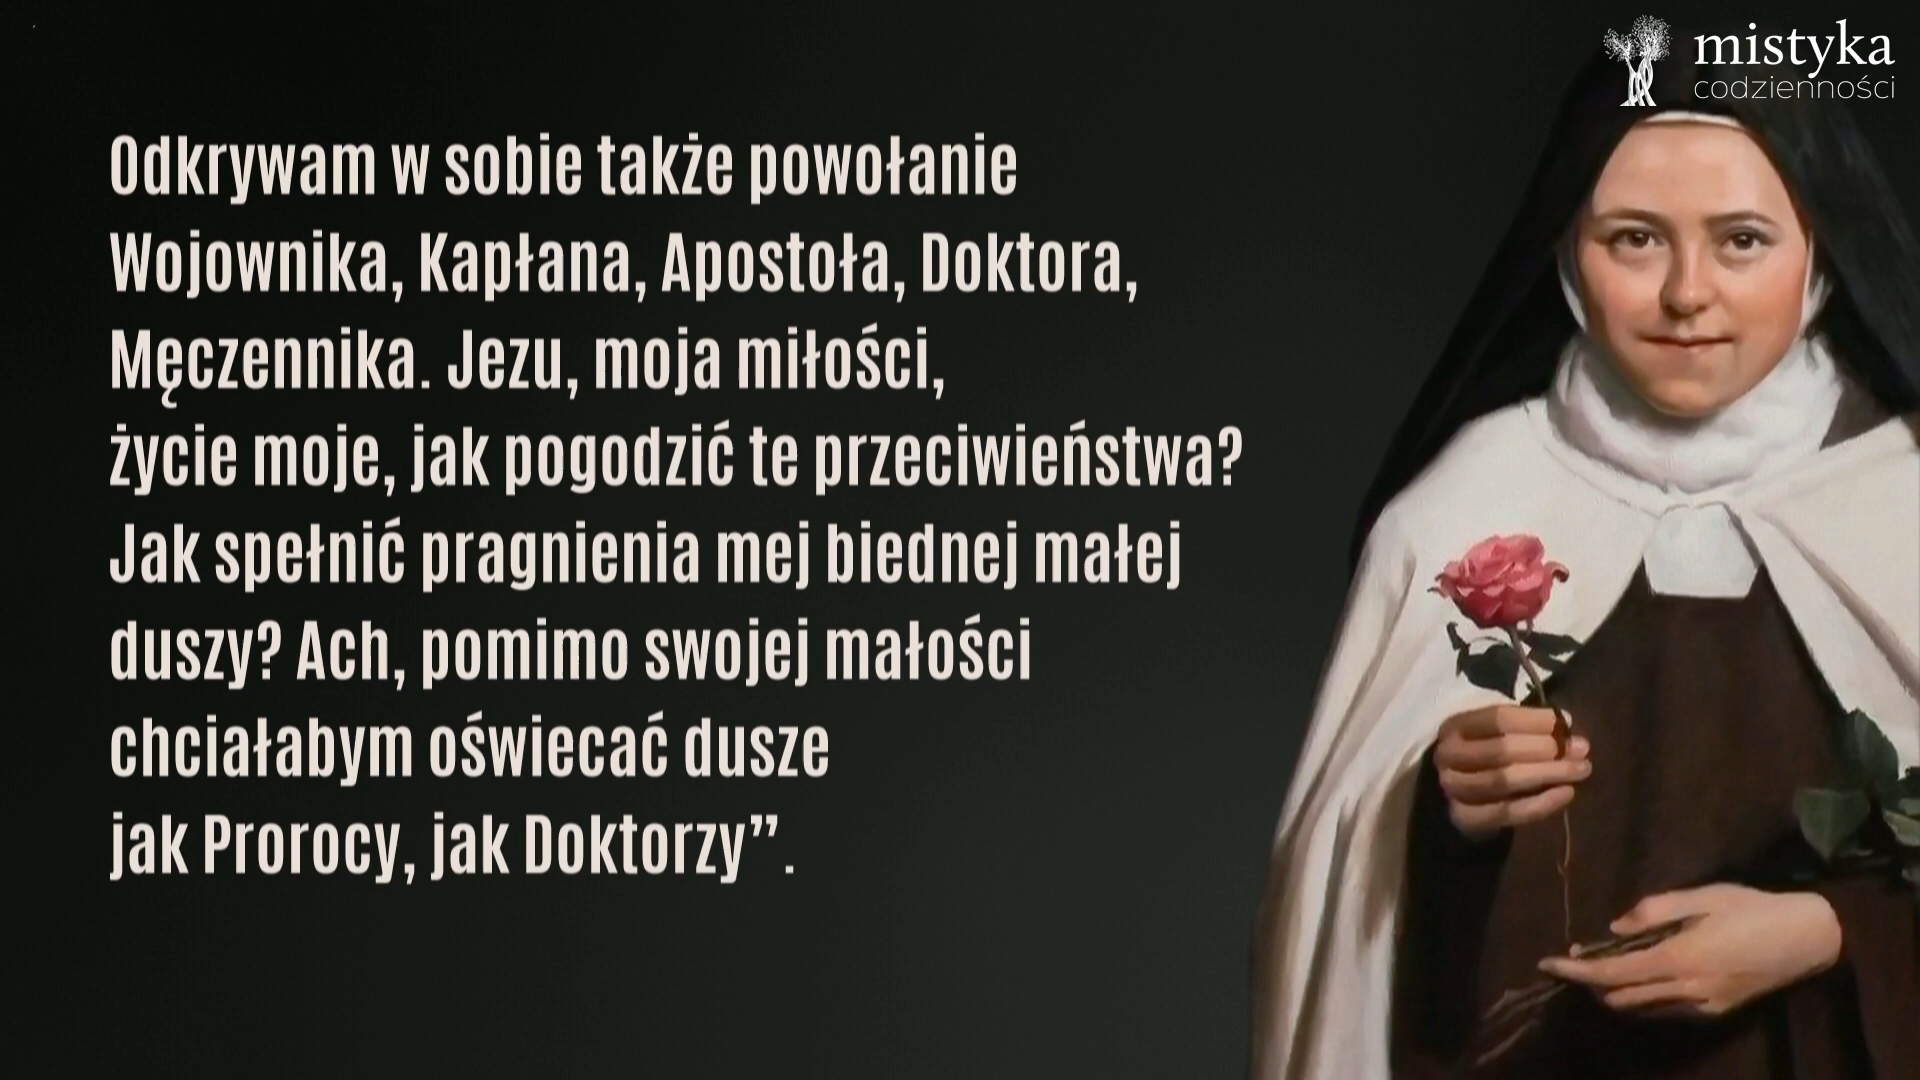 mistyka
codzienności
Odkrywam w sobie także powołanie
Wojownika, Kapłana, Apostoła, Doktora,
Męczennika. Jezu, moja miłości,
życie moje, jak pogodzić te przeciwieństwa?
Jak spełnić pragnienia mej biednej małej
duszy? Ach, pomimo swojej małości
chciałabym oświecać dusze
jak Prorocy, jak Doktorzy”.